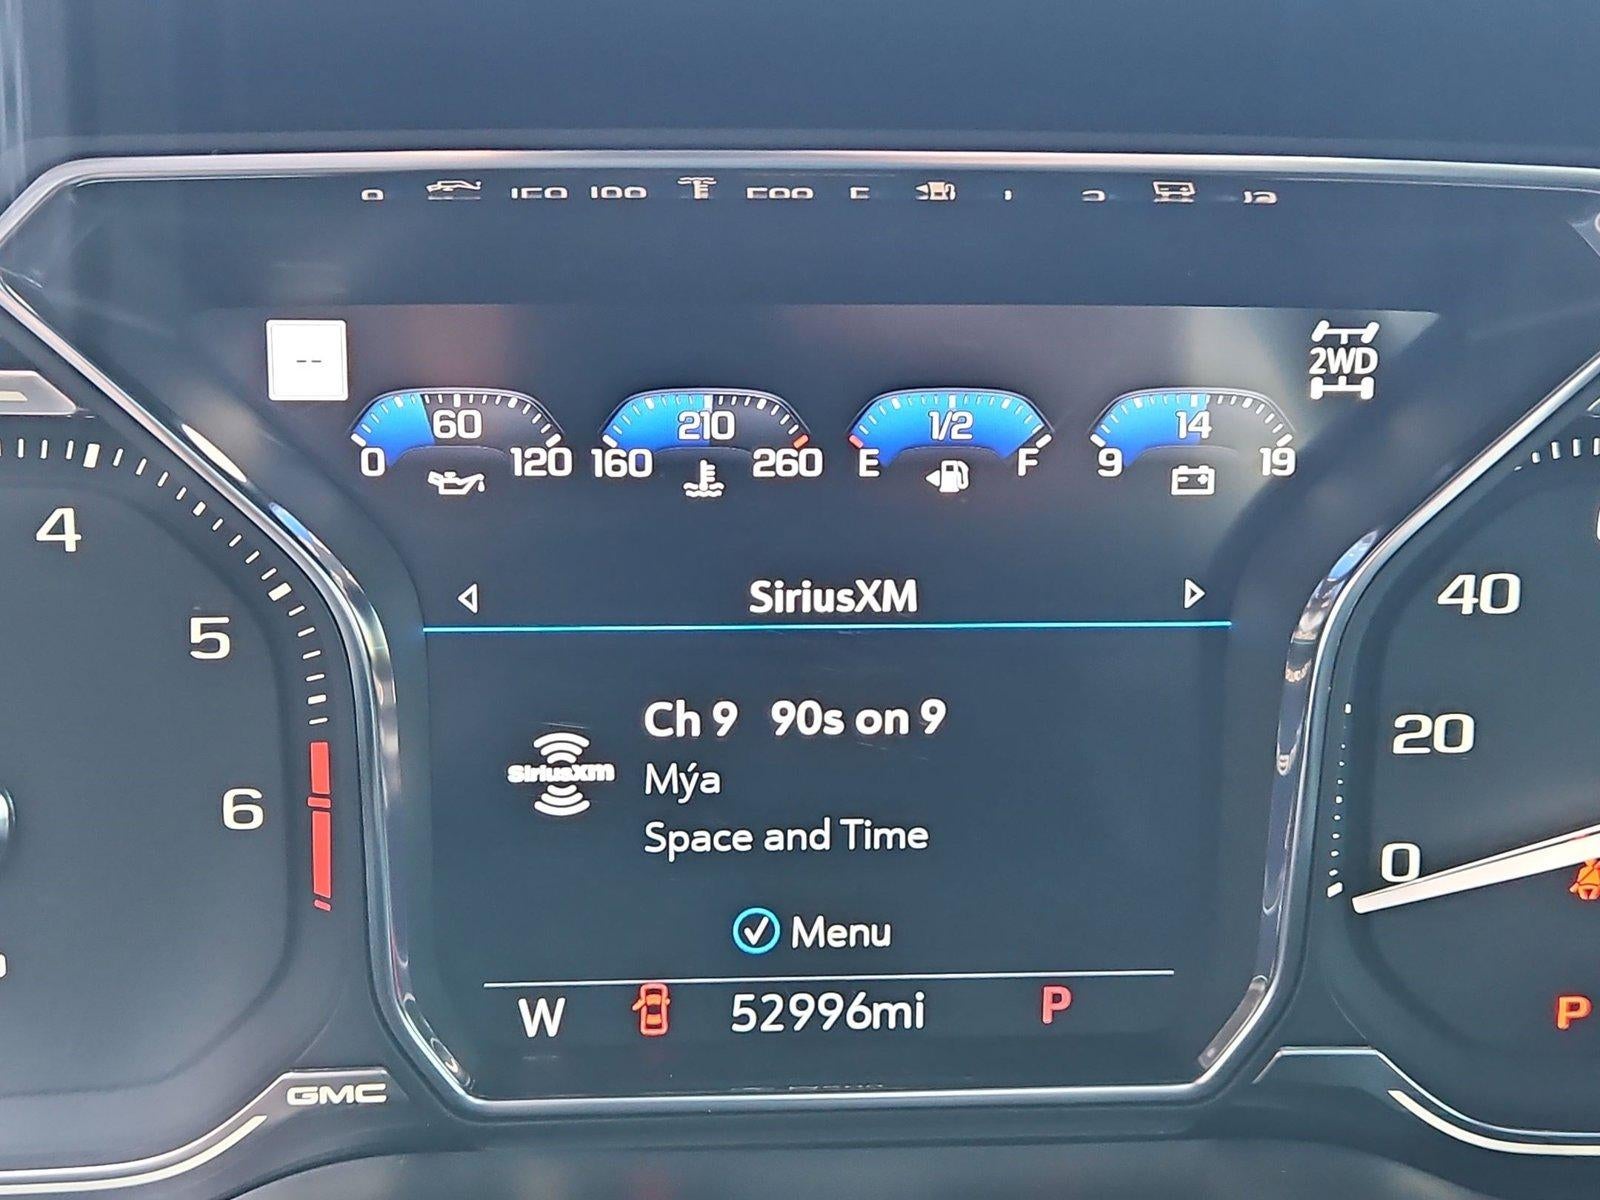 --
2WD
60
0 120
210
160 260
1/2
E F
14
9 19
4
5
6
SiriusXM
40
20
0
Ch 9 90s on 9
siriusxm
Mýa
Space and Time
Menu
W 52996mi P
P
GMC